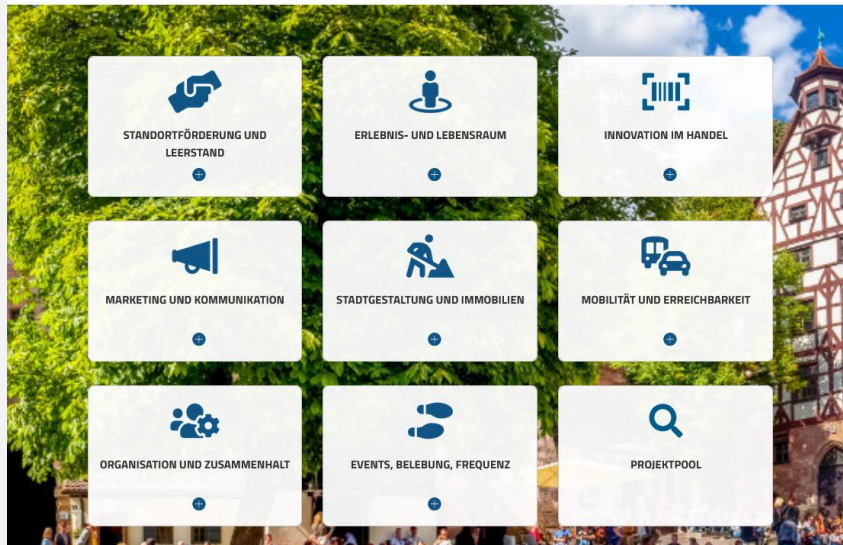 STANDORTFÖRDERUNG UND
LEERSTAND
ERLEBNIS- UND LEBENSRAUM
INNOVATION IM HANDEL
MARKETING UND KOMMUNIKATION
STADTGESTALTUNG UND IMMOBILIEN
MOBILITÄT UND ERREICHBARKEIT
ORGANISATION UND ZUSAMMENHALT
EVENTS, BELEBUNG, FREQUENZ
PROJEKTPOOL